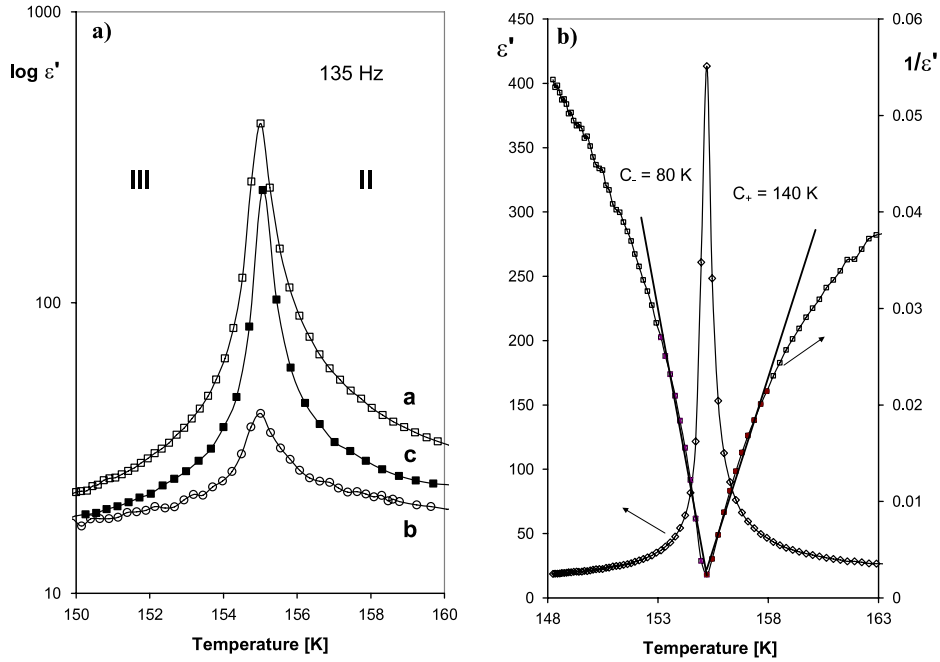 a)
1000
log ε'
135 Hz
III
II
100
a
c
b
10
150
152
154
156
158
160
Temperature [K]
b)
450
0.06
ε'
1/ε'
400
0.05
350
C₋ = 80 K
C₊ = 140 K
300
0.04
250
0.03
200
150
0.02
100
0.01
50
0
0
148
153
158
163
Temperature [K]